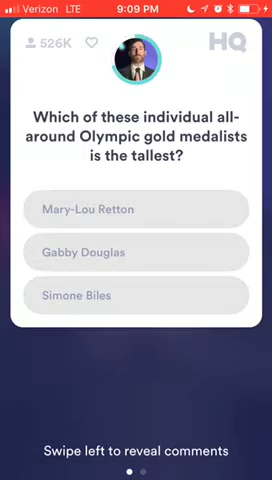 Verizon LTE 9:09 PM
526K HQ
Which of these individual all-
around Olympic gold medalists
is the tallest?
Mary-Lou Retton
Gabby Douglas
Simone Biles
Swipe left to reveal comments